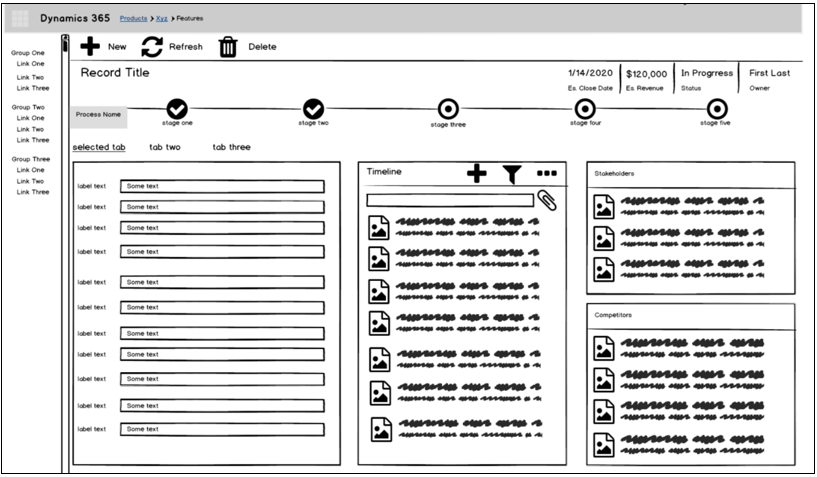 Dynamics 365 Products > Xyz > Features
New Refresh Delete
Group One
Link One
Link Two
Link Three
Group Two
Link One
Link Two
Link Three
Group Three
Link One
Link Two
Link Three
Record Title
1/14/2020 $120,000 In Progrress First Last
Es. Close Date Es. Revenue Status Owner
Process Name
stage one stage two stage three stage four stage five
selected tab tab two tab three
label text Some text
label text Some text
label text Some text
label text Some text
label text Some text
label text Some text
label text Some text
label text Some text
label text Some text
label text Some text
label text Some text
Timeline
Stakeholders
Competitors